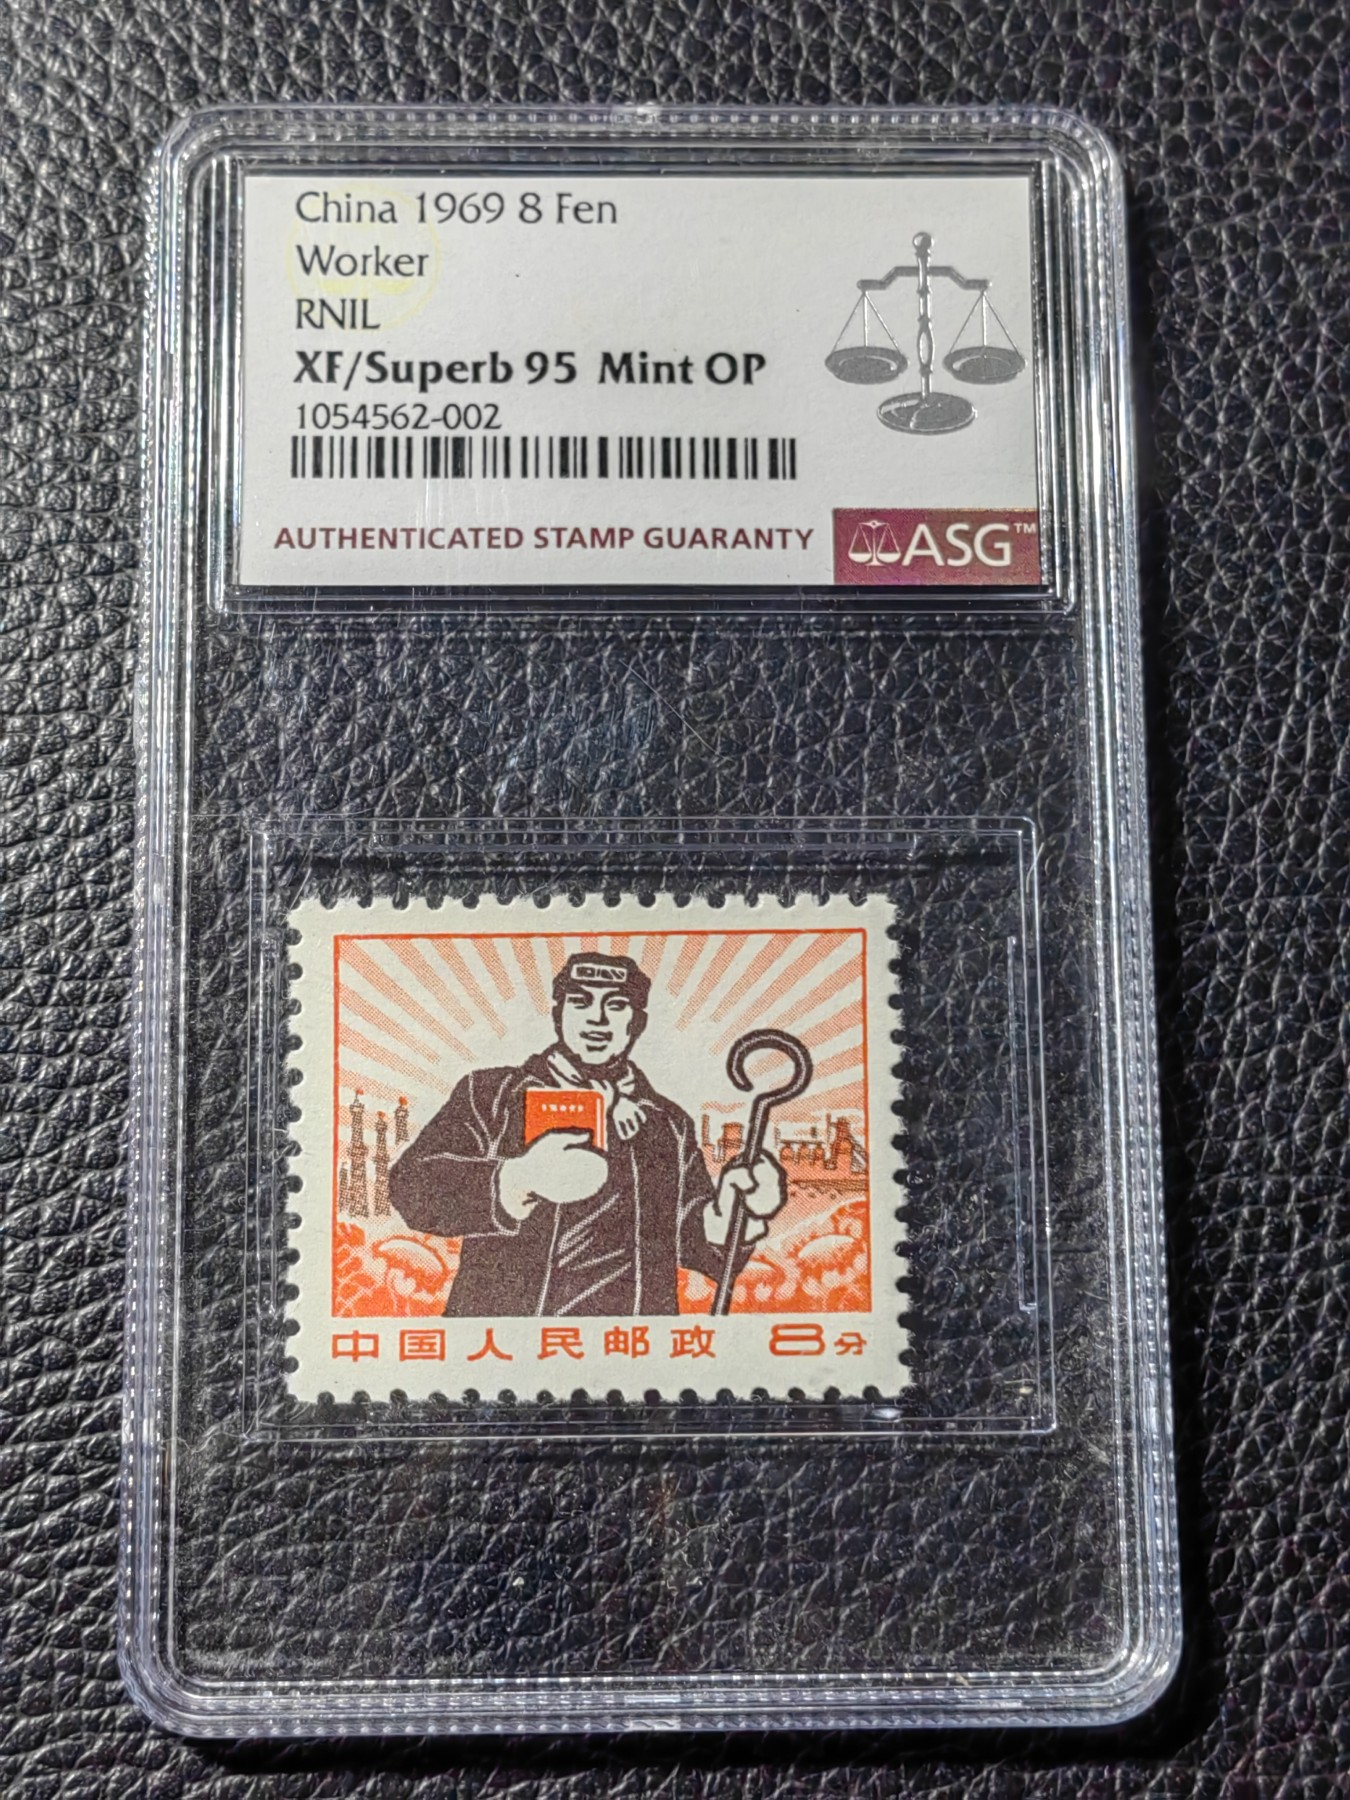 China 1969 8 Fen
Worker
RNIL
XF/Superb 95 Mint OP
1054562-002
AUTHENTICATED STAMP GUARANTY
ASG™
中国人民邮政 8分